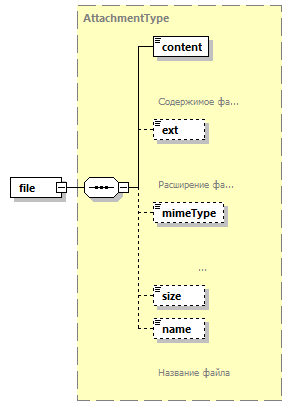 AttachmentType
content
Содержимое фа...
ext
Расширение фа...
file
mimeType
...
size
name
Название файла